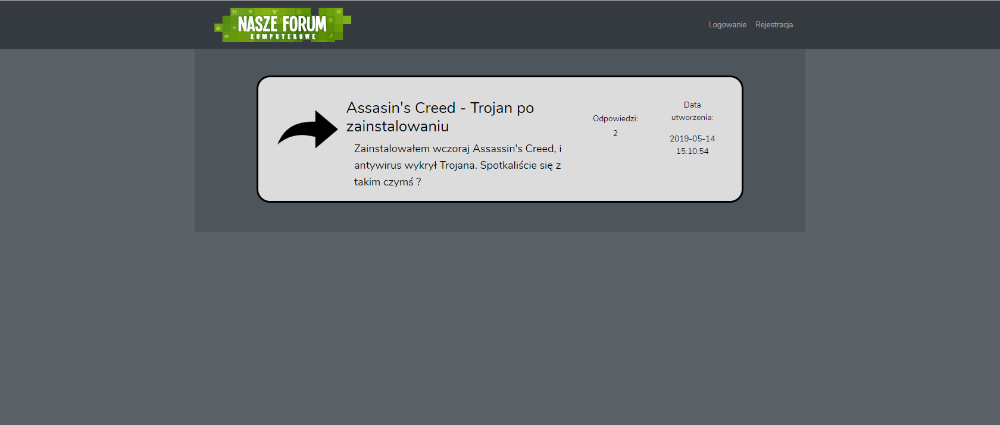 NASZE FORUM
KOMPUTEROWE
Logowanie Rejestracja
Assasin's Creed - Trojan po
zainstalowaniu
Zainstalowałem wczoraj Assassin's Creed, i
antywirus wykrył Trojana. Spotkaliście się z
takim czymś ?
Odpowiedzi:
2
Data
utworzenia:
2019-05-14
15:10:54